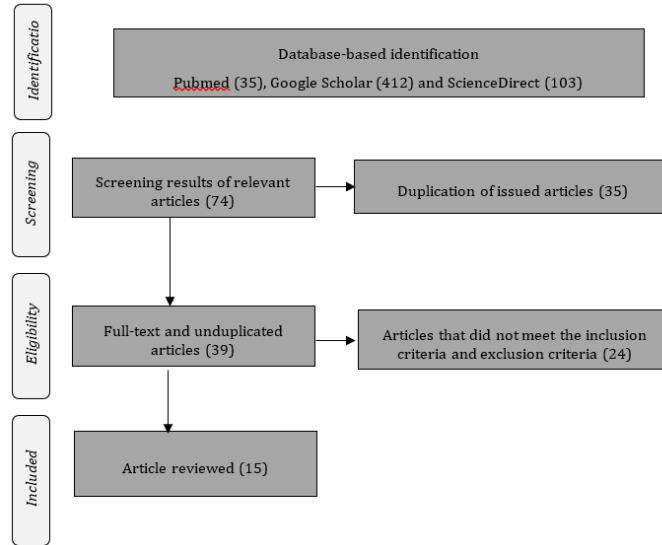 Identificatio
Database-based identification
Pubmed (35), Google Scholar (412) and ScienceDirect (103)
Screening
Screening results of relevant
articles (74)
Duplication of issued articles (35)
Eligibility
Full-text and unduplicated
articles (39)
Articles that did not meet the inclusion
criteria and exclusion criteria (24)
Included
Article reviewed (15)